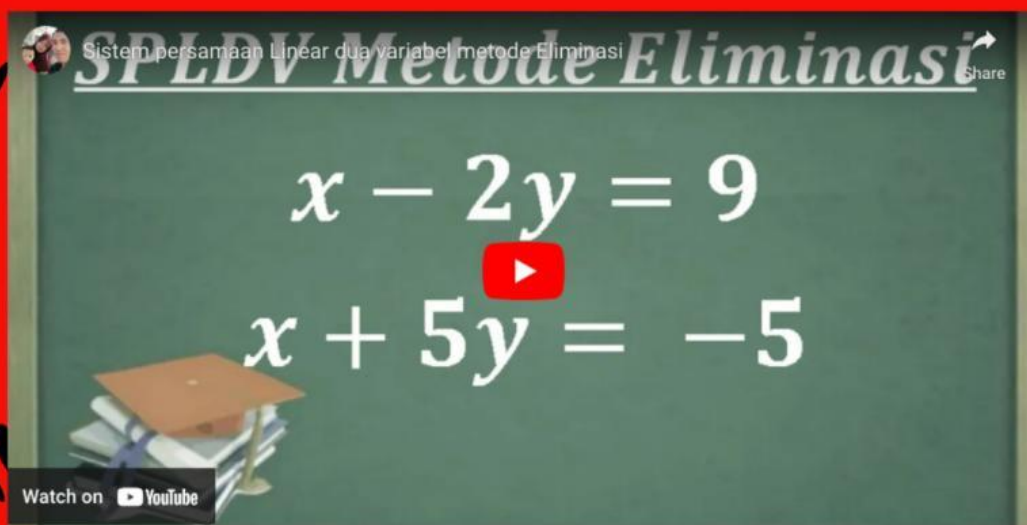 Sistem persamaan Linear dua variabel metode Eliminasi
SPLDV Metode Eliminasi
Share
x − 2y = 9
x + 5y = −5
Watch on YouTube